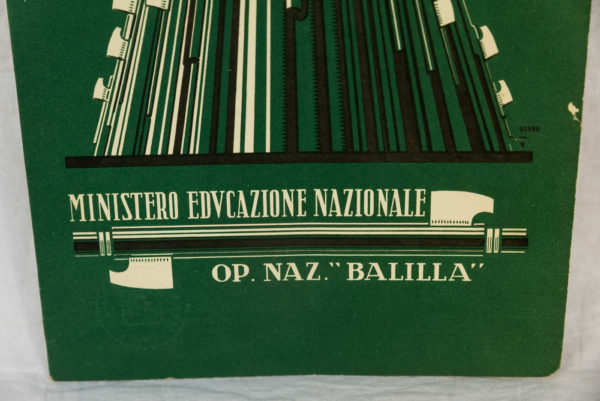 MINISTERO EDVCAZIONE NAZIONALE
OP. NAZ. "BALILLA"